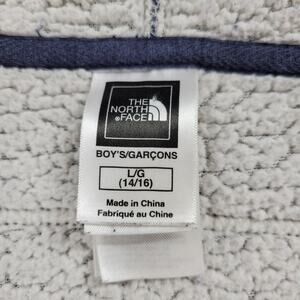 THE
NORTH
FACE®
BOY'S/GARÇONS
L/G
(14/16)
Made in China
Fabriqué au Chine